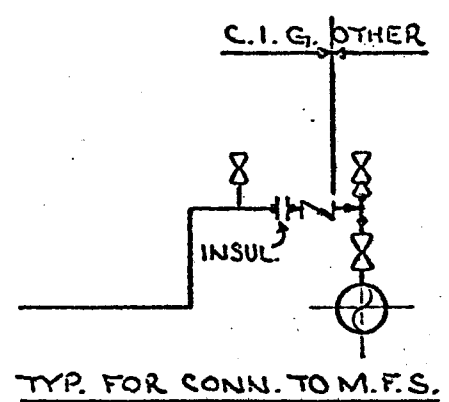 C.I.G. OTHER
INSUL.
TYP. FOR CONN. TO M.F.S.